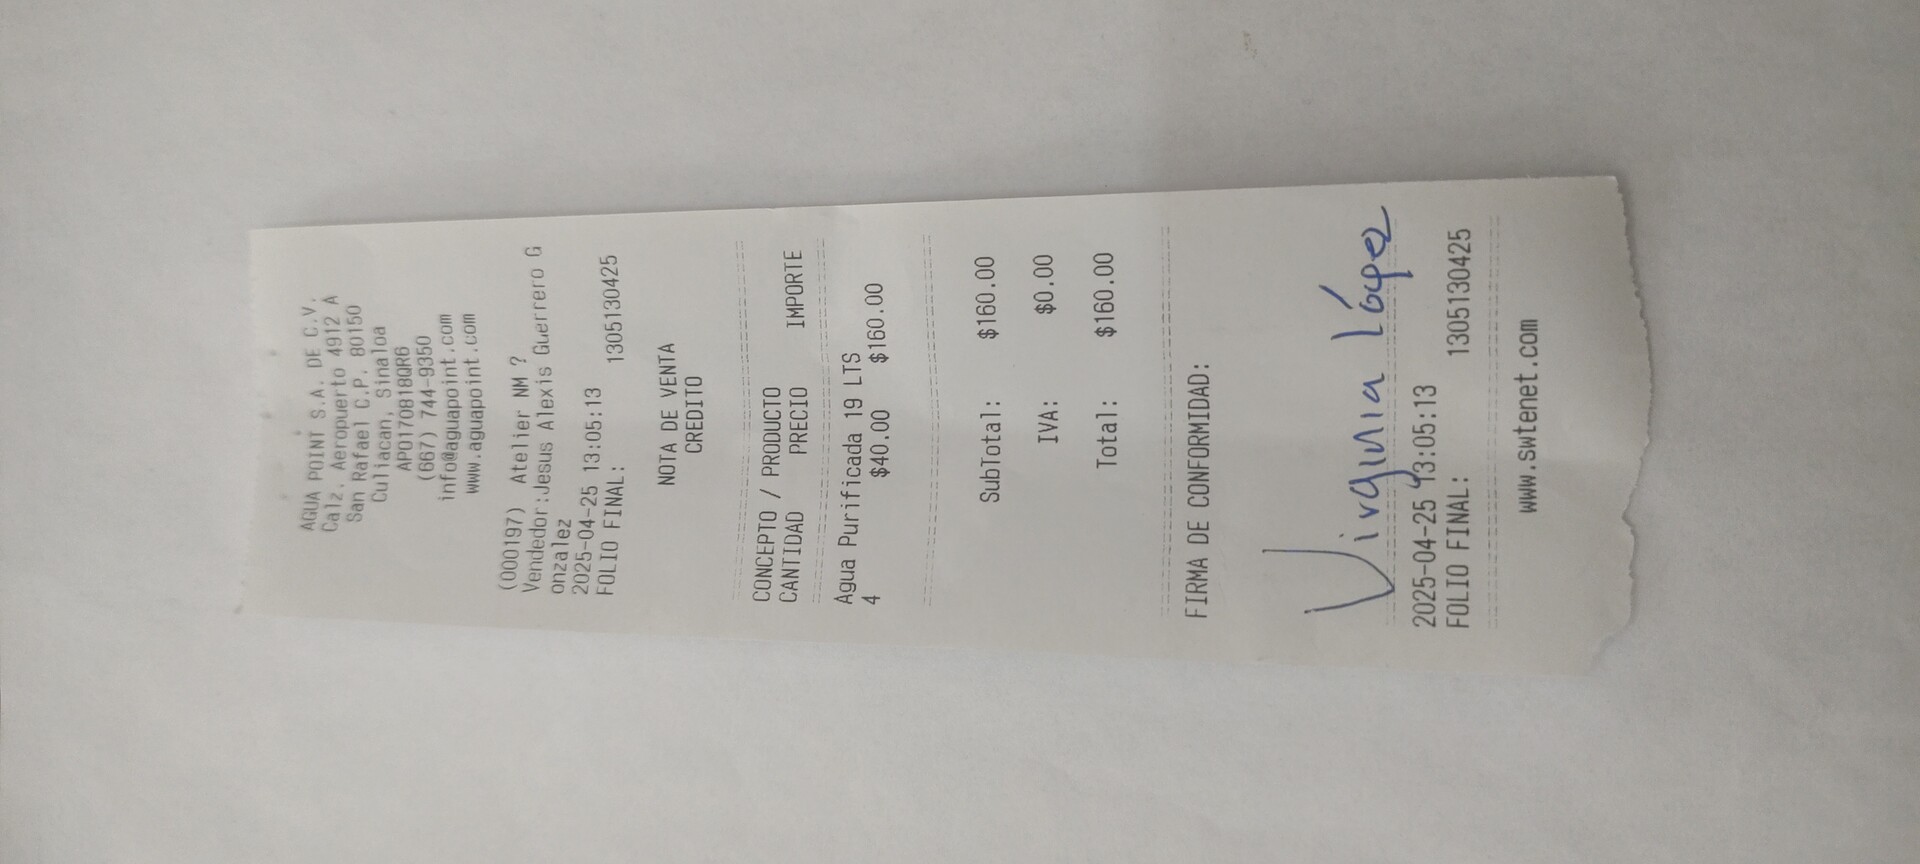 AGUA POINT S.A. DE C.V.
Calz. Aeropuerto 4912 A
San Rafael C.P. 80150
Culiacan, Sinaloa
APO170818QR6
(667) 744-9350
info@aguapoint.com
www.aguapoint.com
(000197) Atelier NM ?
Vendedor:Jesus Alexis Guerrero G
onzalez
2025-04-25 13:05:13
FOLIO FINAL: 1305130425
NOTA DE VENTA
CREDITO
CONCEPTO / PRODUCTO
CANTIDAD PRECIO IMPORTE
Agua Purificada 19 LTS
4 $40.00 $160.00
SubTotal: $160.00
IVA: $0.00
Total: $160.00
FIRMA DE CONFORMIDAD:
Virginia López
2025-04-25 13:05:13
FOLIO FINAL: 1305130425
www.swtenet.com